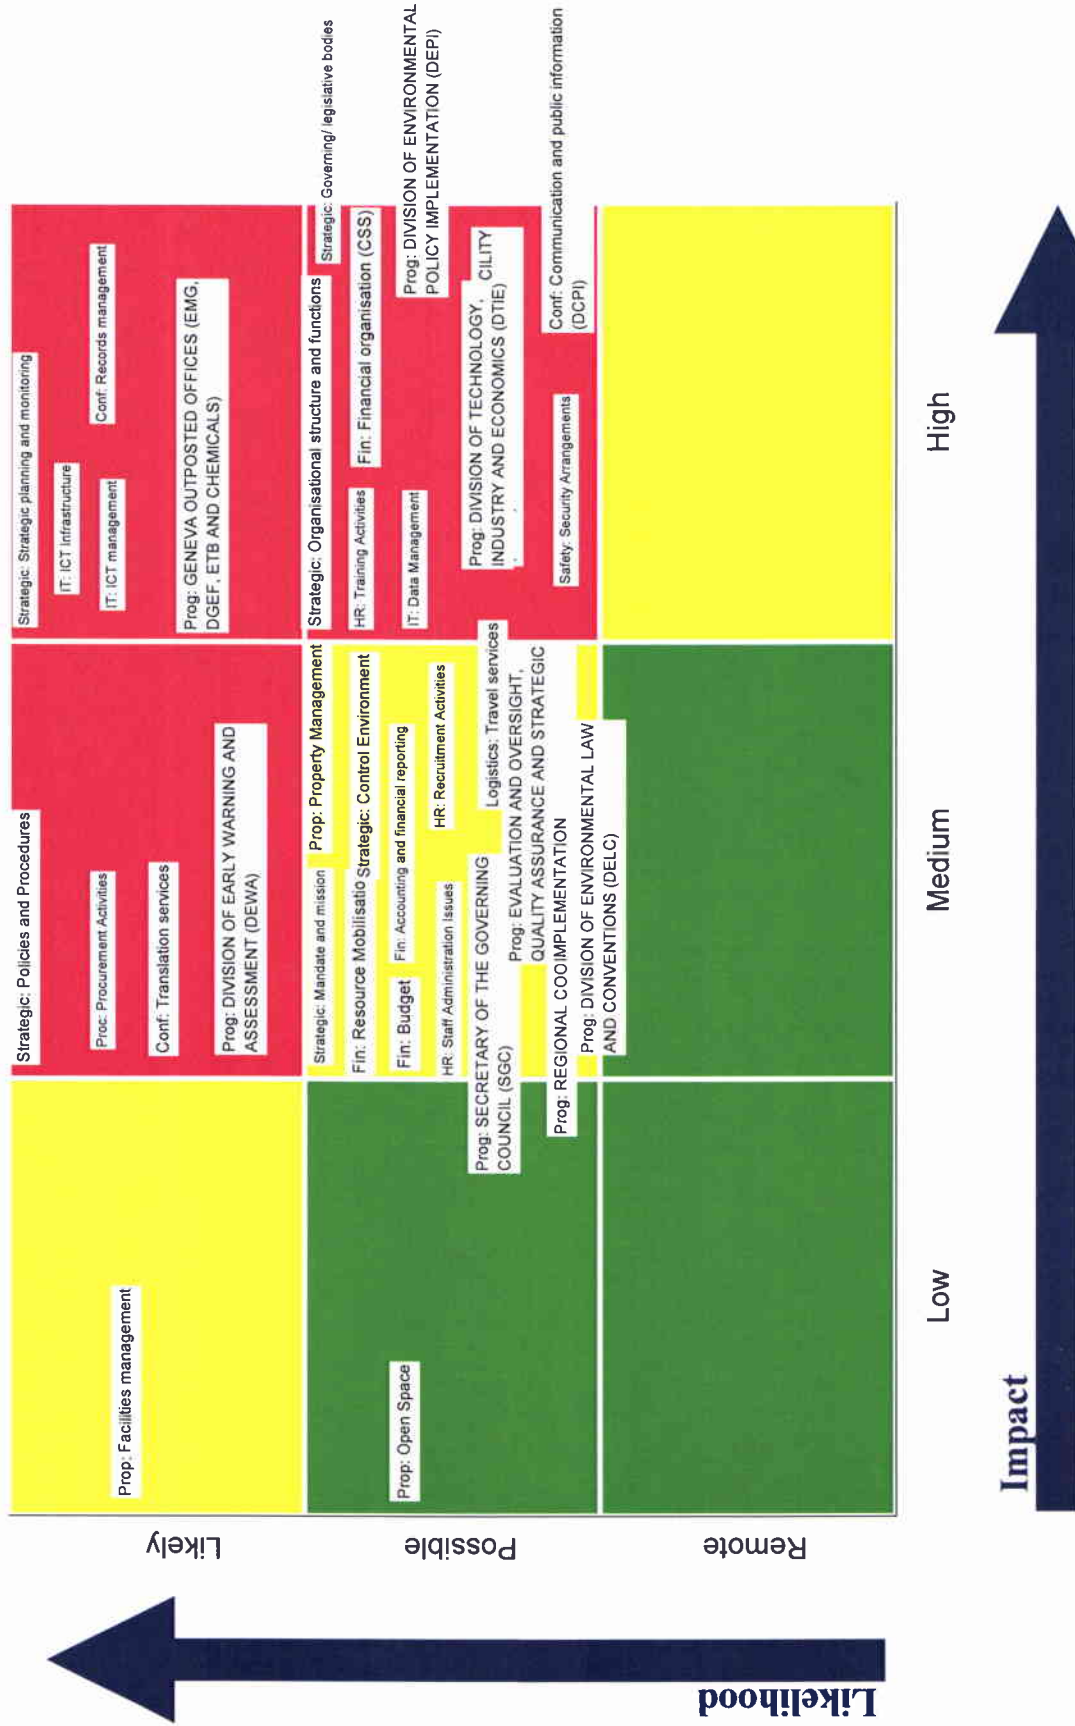 Likelihood
Likely
Possible
Remote
Prop: Facilities management
Strategic: Policies and Procedures
Proc: Procurement Activities
Conf: Translation services
Prog: DIVISION OF EARLY WARNING AND
ASSESSMENT (DEWA)
Strategic: Strategic planning and monitoring
IT: ICT Infrastructure
Conf: Records management
IT: ICT management
Prog: GENEVA OUTPOSTED OFFICES (EMG,
DGEF, ETB AND CHEMICALS)
Prop: Open Space
Strategic: Mandate and mission
Prop: Property Management
Fin: Resource Mobilisatio
Strategic: Control Environment
Fin: Budget
Fin: Accounting and financial reporting
HR: Staff Administration Issues
HR: Recruitment Activities
Prog: SECRETARY OF THE GOVERNING
COUNCIL (SGC)
Logistics: Travel services
Prog: EVALUATION AND OVERSIGHT,
QUALITY ASSURANCE AND STRATEGIC
Prog: REGIONAL COOIMPLEMENTATION
Prog: DIVISION OF ENVIRONMENTAL LAW
AND CONVENTIONS (DELC)
Strategic: Organisational structure and functions
Strategic: Governing/ legislative bodies
HR: Training Activities
Fin: Financial organisation (CSS)
IT: Data Management
Prog: DIVISION OF ENVIRONMENTAL
POLICY IMPLEMENTATION (DEPI)
Prog: DIVISION OF TECHNOLOGY,
INDUSTRY AND ECONOMICS (DTIE)
CILITY
Safety: Security Arrangements
Conf: Communication and public information
(DCPI)
Low
Medium
High
Impact